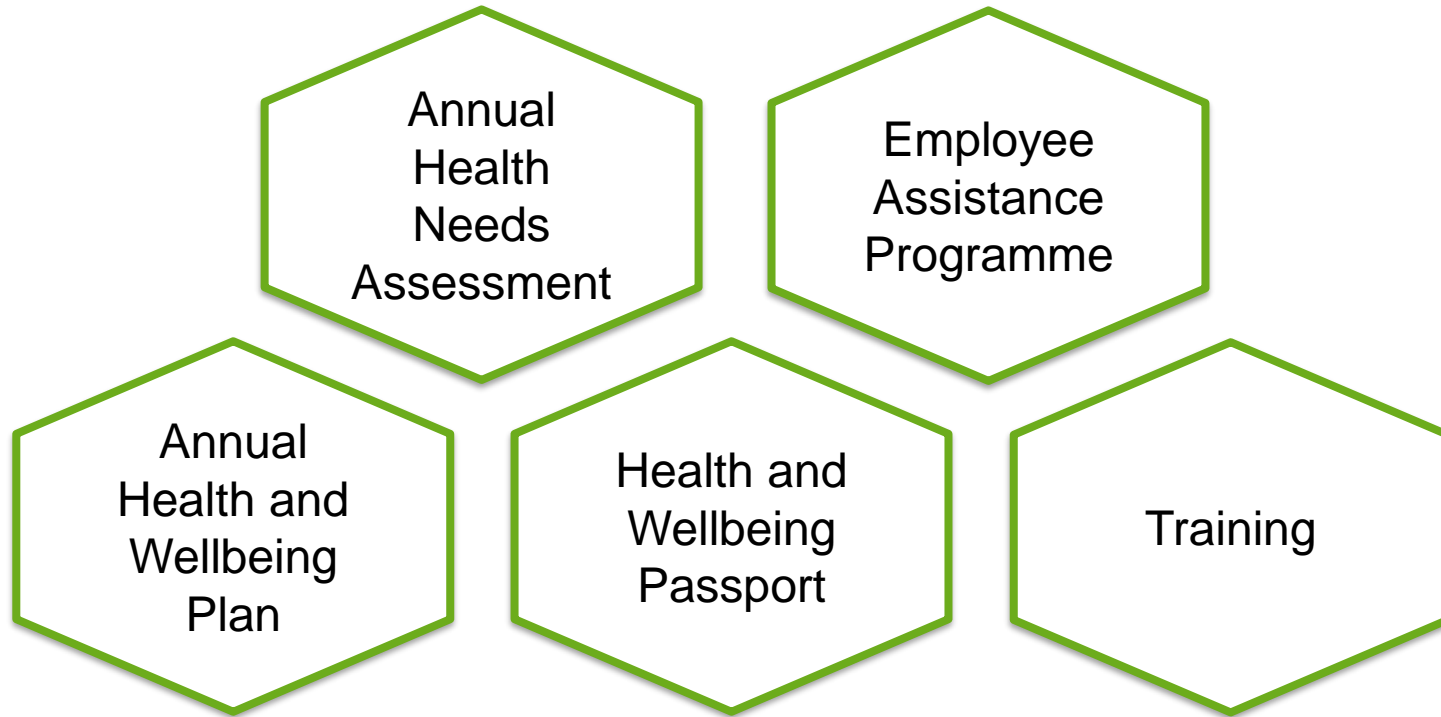 Annual
Health
Needs
Assessment
Employee
Assistance
Programme
Annual
Health and
Wellbeing
Plan
Health and
Wellbeing
Passport
Training